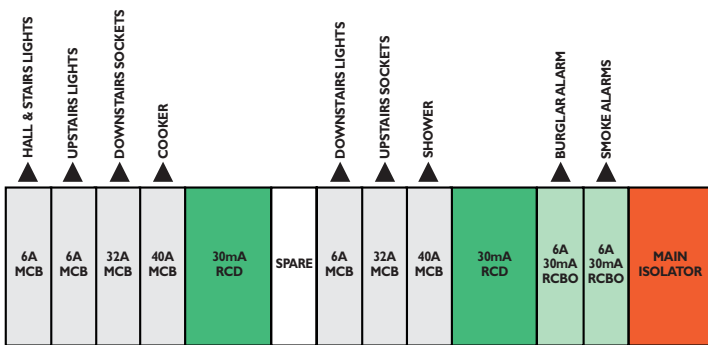 HALL & STAIRS LIGHTS
UPSTAIRS LIGHTS
DOWNSTAIRS SOCKETS
COOKER
DOWNSTAIRS LIGHTS
UPSTAIRS SOCKETS
SHOWER
BURGLAR ALARM
SMOKE ALARMS
6A
MCB
6A
MCB
32A
MCB
40A
MCB
30mA
RCD
SPARE
6A
MCB
32A
MCB
40A
MCB
30mA
RCD
6A
30mA
RCBO
6A
30mA
RCBO
MAIN
ISOLATOR